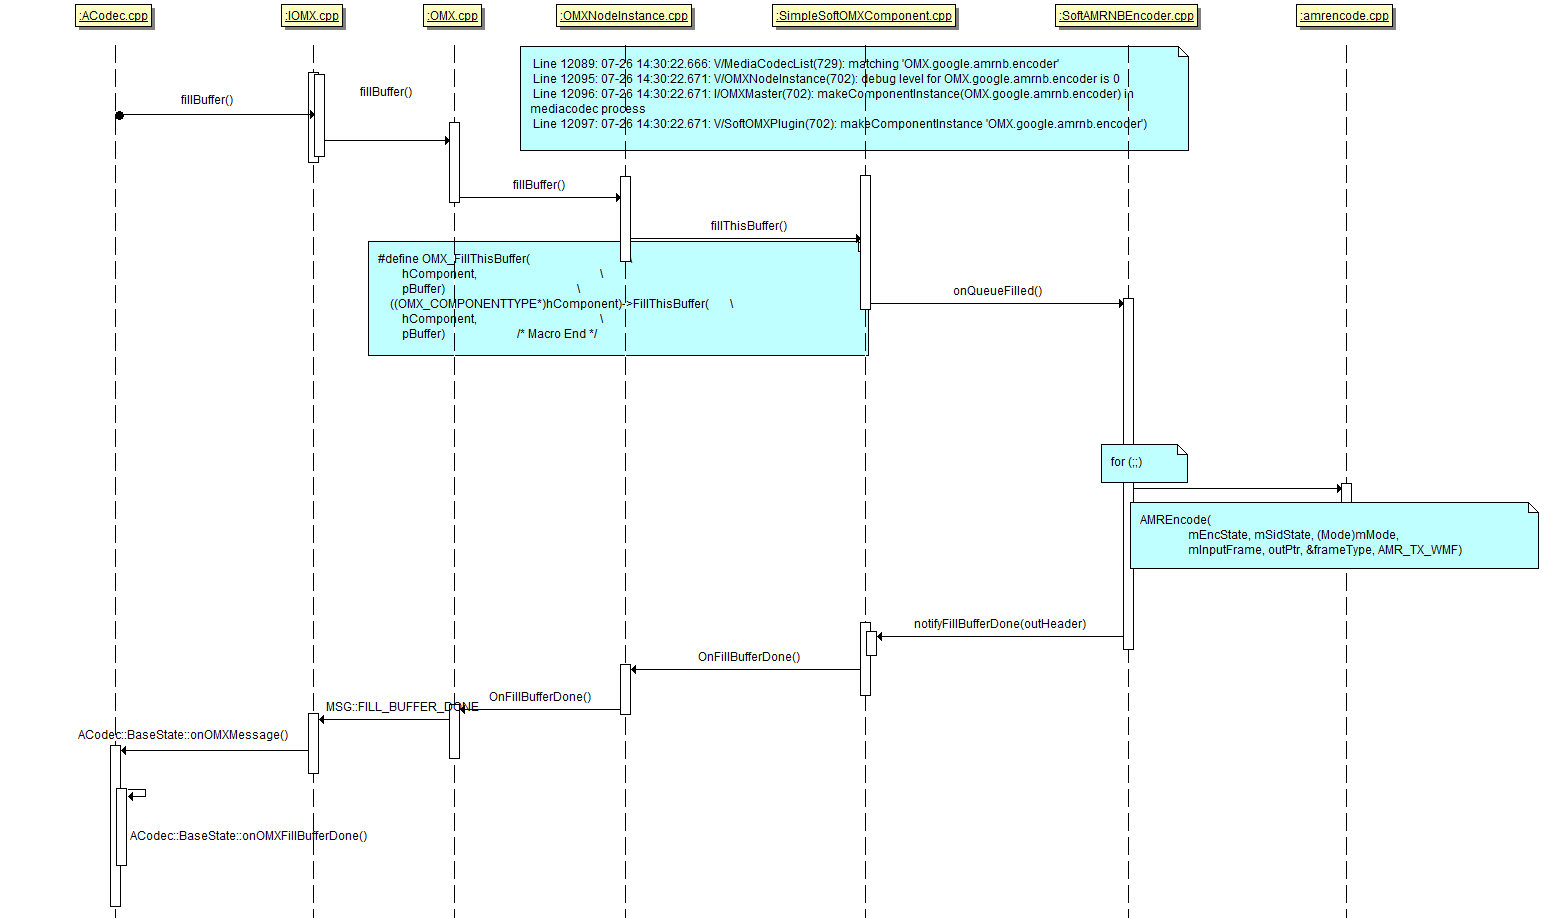 :ACodec.cpp
:IOMX.cpp
:OMX.cpp
:OMXNodeInstance.cpp
:SimpleSoftOMXComponent.cpp
:SoftAMRNBEncoder.cpp
:amrencode.cpp
Line 12089: 07-26 14:30:22.666: V/MediaCodecList(729): matching 'OMX.google.amrnb.encoder'
Line 12095: 07-26 14:30:22.671: V/OMXNodeInstance(702): debug level for OMX.google.amrnb.encoder is 0
Line 12096: 07-26 14:30:22.671: I/OMXMaster(702): makeComponentInstance(OMX.google.amrnb.encoder) in
mediacodec process
Line 12097: 07-26 14:30:22.671: V/SoftOMXPlugin(702): makeComponentInstance 'OMX.google.amrnb.encoder')
fillBuffer()
fillBuffer()
fillBuffer()
fillThisBuffer()
#define OMX_FillThisBuffer( \
hComponent, \
pBuffer) \
((OMX_COMPONENTTYPE*)hComponent)->FillThisBuffer( \
hComponent, \
pBuffer) /* Macro End */
onQueueFilled()
for (;;)
AMREncode(
mEncState, mSidState, (Mode)mMode,
mInputFrame, outPtr, &frameType, AMR_TX_WMF)
notifyFillBufferDone(outHeader)
OnFillBufferDone()
OnFillBufferDone()
MSG::FILL_BUFFER_DONE
ACodec::BaseState::onOMXMessage()
ACodec::BaseState::onOMXFillBufferDone()